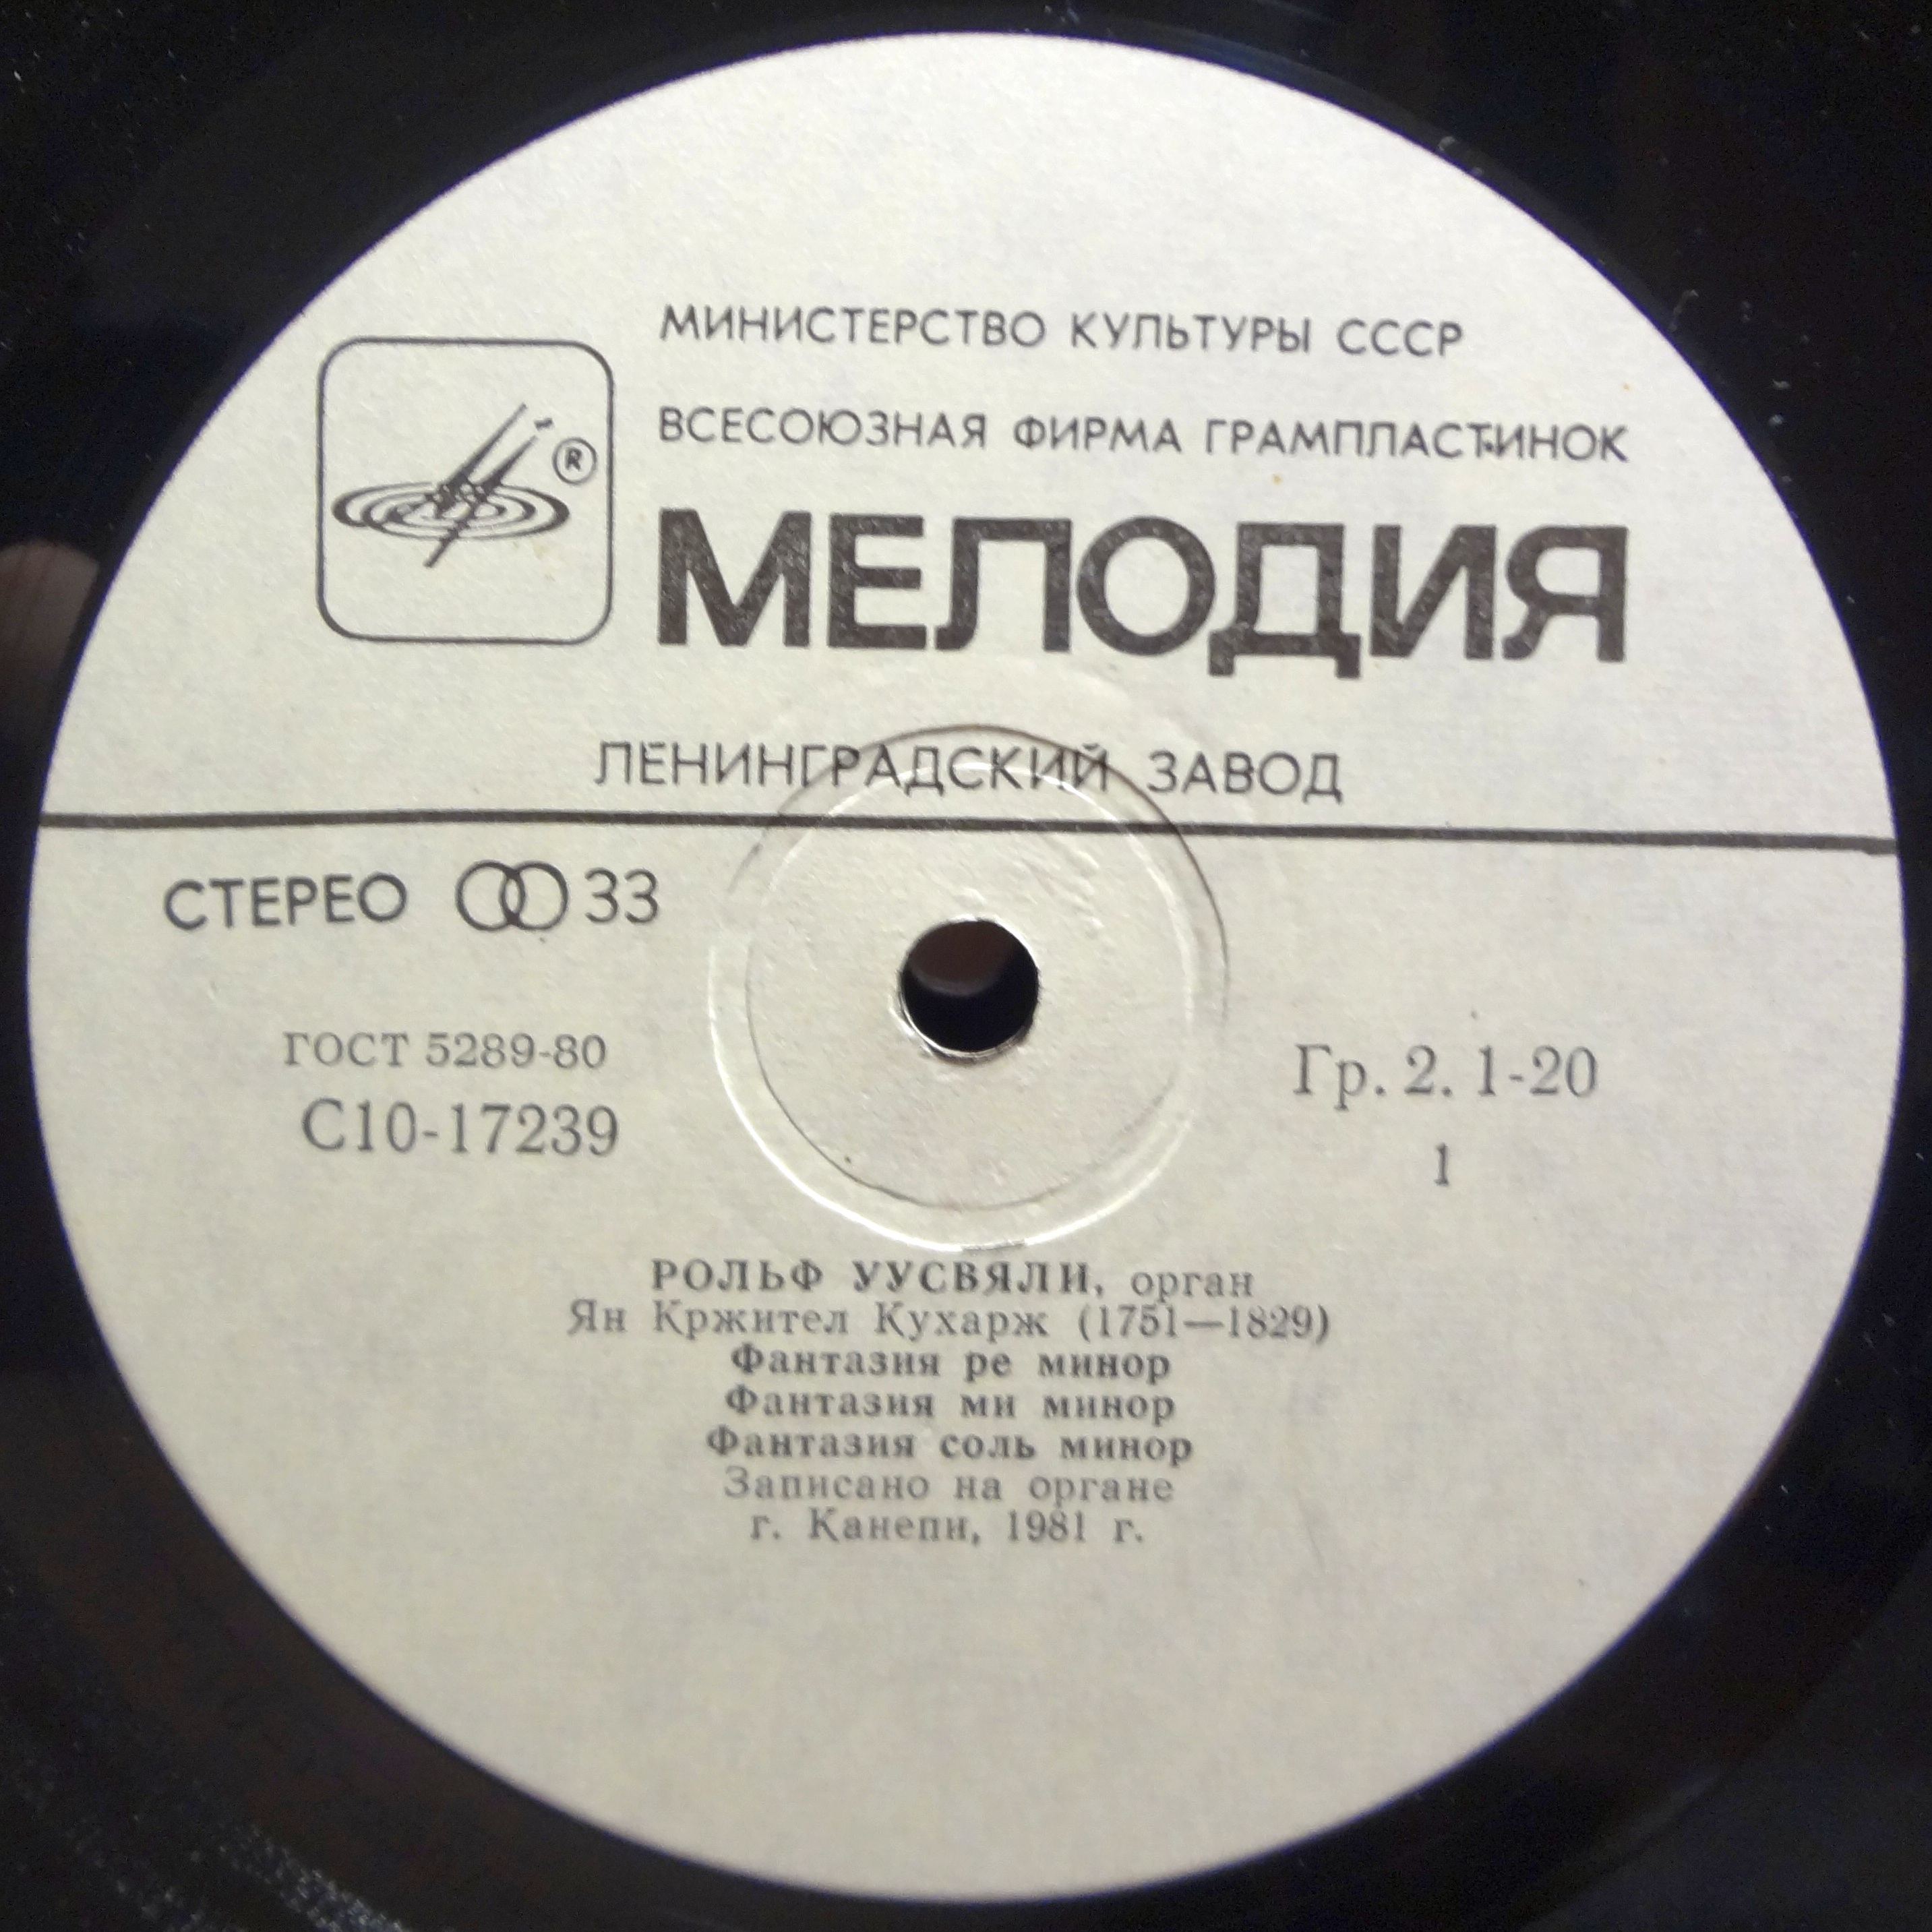 МИНИСТЕРСТВО КУЛЬТУРЫ СССР
ВСЕСОЮЗНАЯ ФИРМА ГРАМПЛАСТИНОК
®
МЕЛОДИЯ
ЛЕНИНГРАДСКИЙ ЗАВОД
СТЕРЕО 33
ГОСТ 5289-80
С10-17239
Гр. 2. 1-20
1
РОЛЬФ УУСВЯЛИ, орган
Ян Кржител Кухарж (1751—1829)
Фантазия ре минор
Фантазия ми минор
Фантазия соль минор
Записано на органе
г. Канепи, 1981 г.